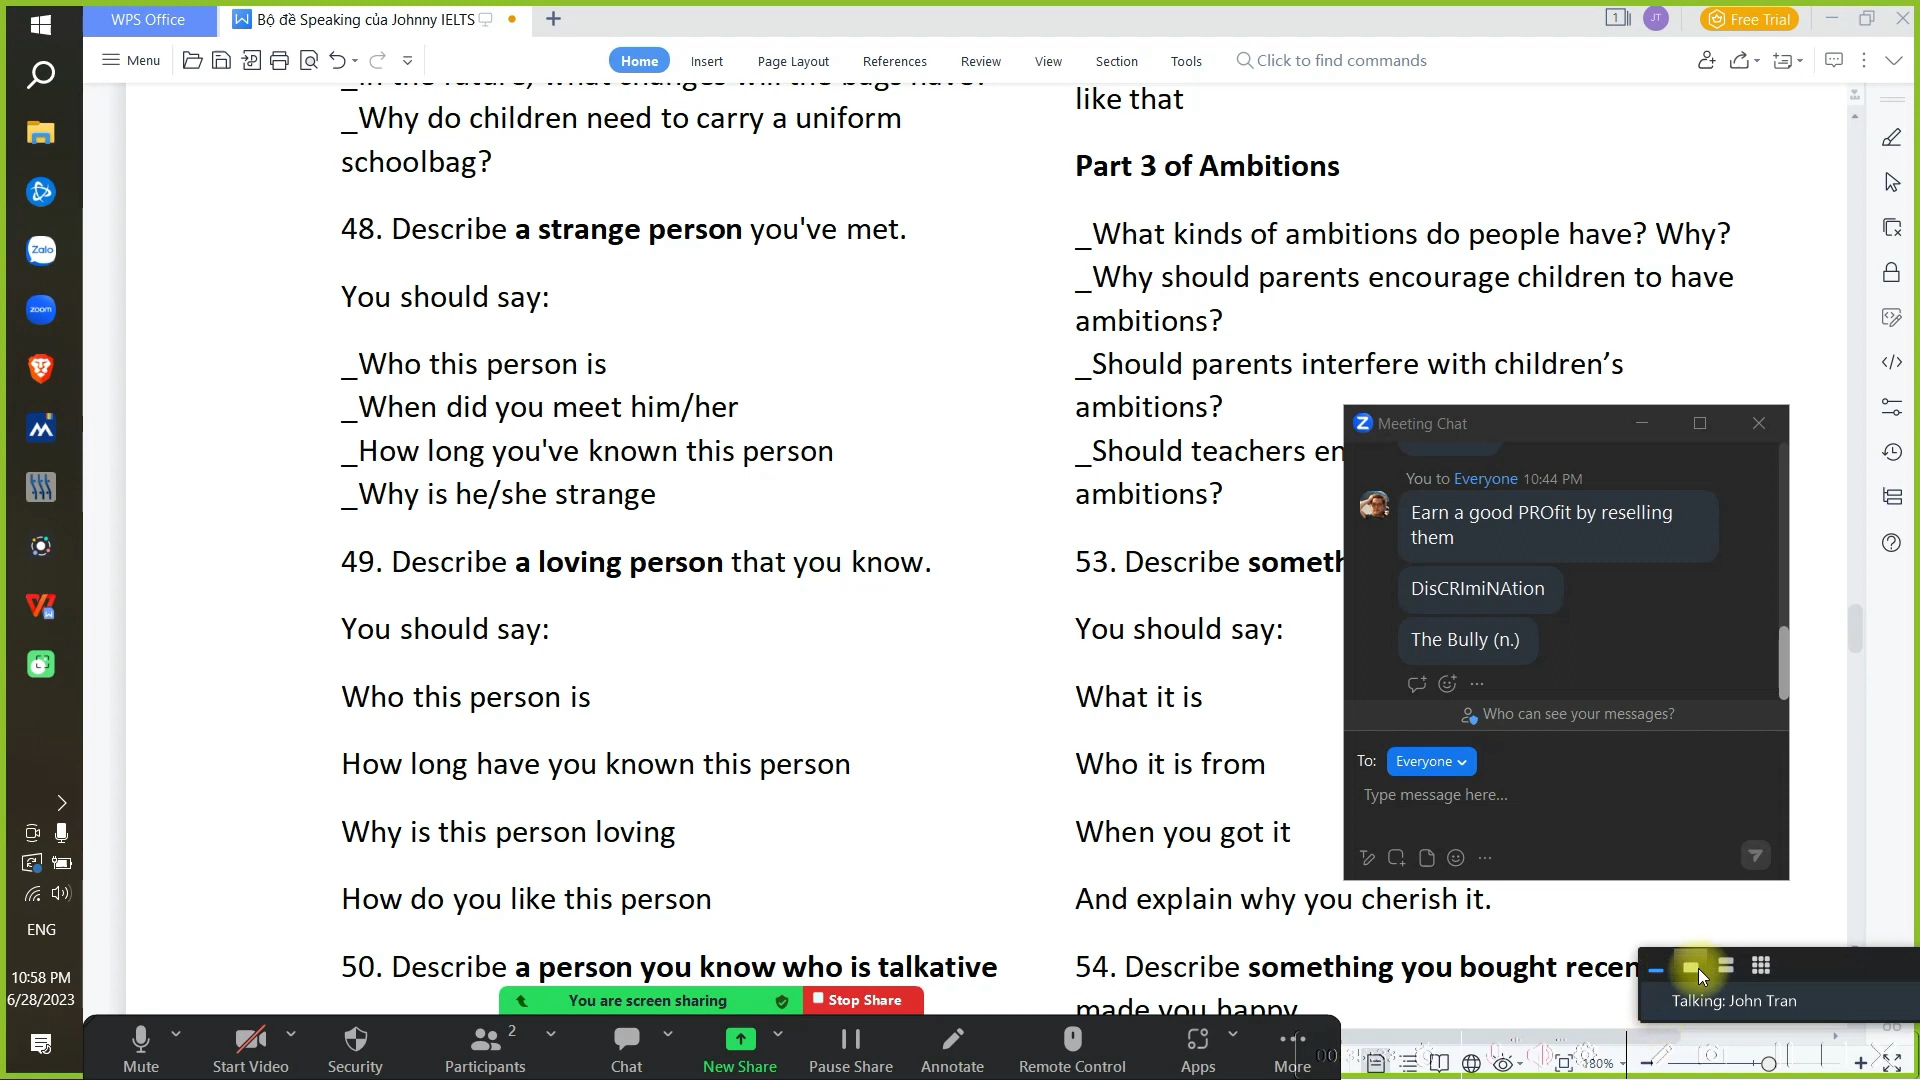 WPS Office
Bộ đề Speaking của Johnny IELTS
JT
Free Trial
Menu
Home
Insert
Page Layout
References
Review
View
Section
Tools
Click to find commands
_Why do children need to carry a uniform
schoolbag?
48. Describe a strange person you've met.
You should say:
_Who this person is
_When did you meet him/her
_How long you've known this person
_Why is he/she strange
49. Describe a loving person that you know.
You should say:
Who this person is
How long have you known this person
Why is this person loving
How do you like this person
50. Describe a person you know who is talkative
like that
Part 3 of Ambitions
_What kinds of ambitions do people have? Why?
_Why should parents encourage children to have
ambitions?
_Should parents interfere with children’s
ambitions?
_Should teachers en
ambitions?
53. Describe someth
You should say:
What it is
Who it is from
When you got it
And explain why you cherish it.
54. Describe something you bought recen
made you happy
Meeting Chat
You to Everyone 10:44 PM
Earn a good PROfit by reselling
them
DisCRImiNAtion
The Bully (n.)
Who can see your messages?
To: Everyone
Type message here...
Talking: John Tran
Zalo
zoom
ENG
10:58 PM
6/28/2023
You are screen sharing
Stop Share
Mute
Start Video
Security
Participants
2
Chat
New Share
Pause Share
Annotate
Remote Control
Apps
More
180%